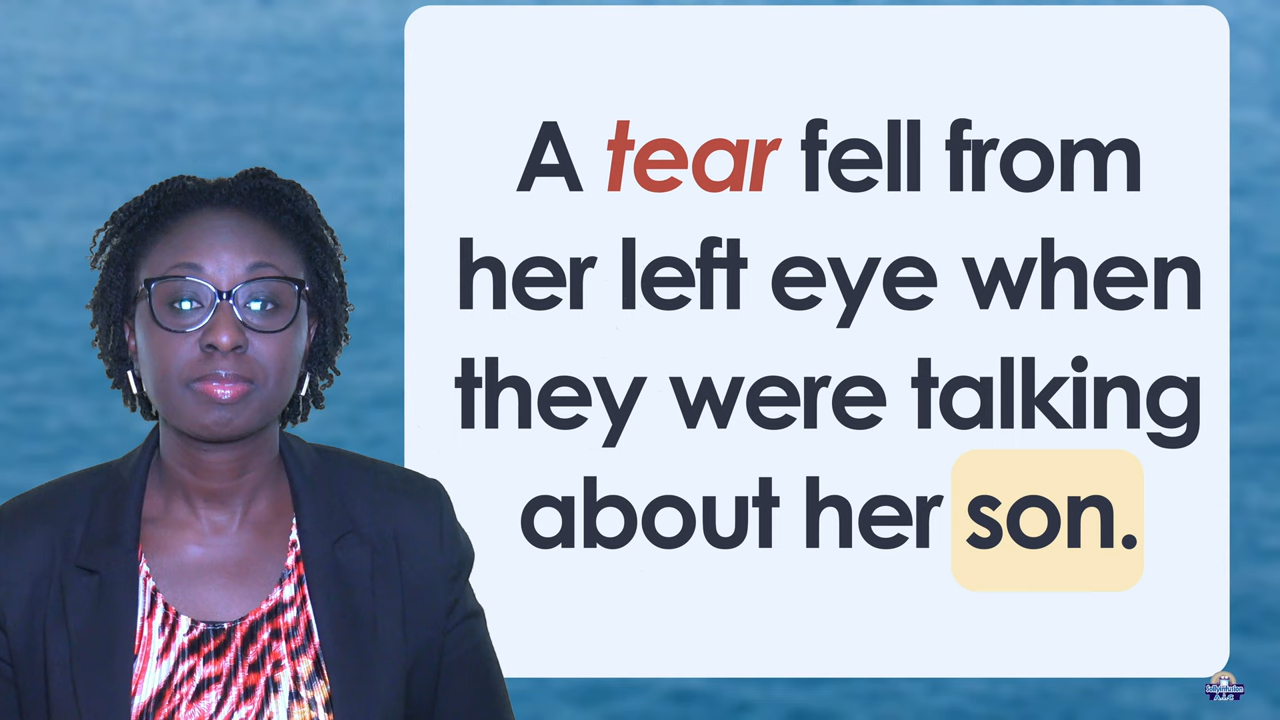 A tear fell from
her left eye when
they were talking
about her son.